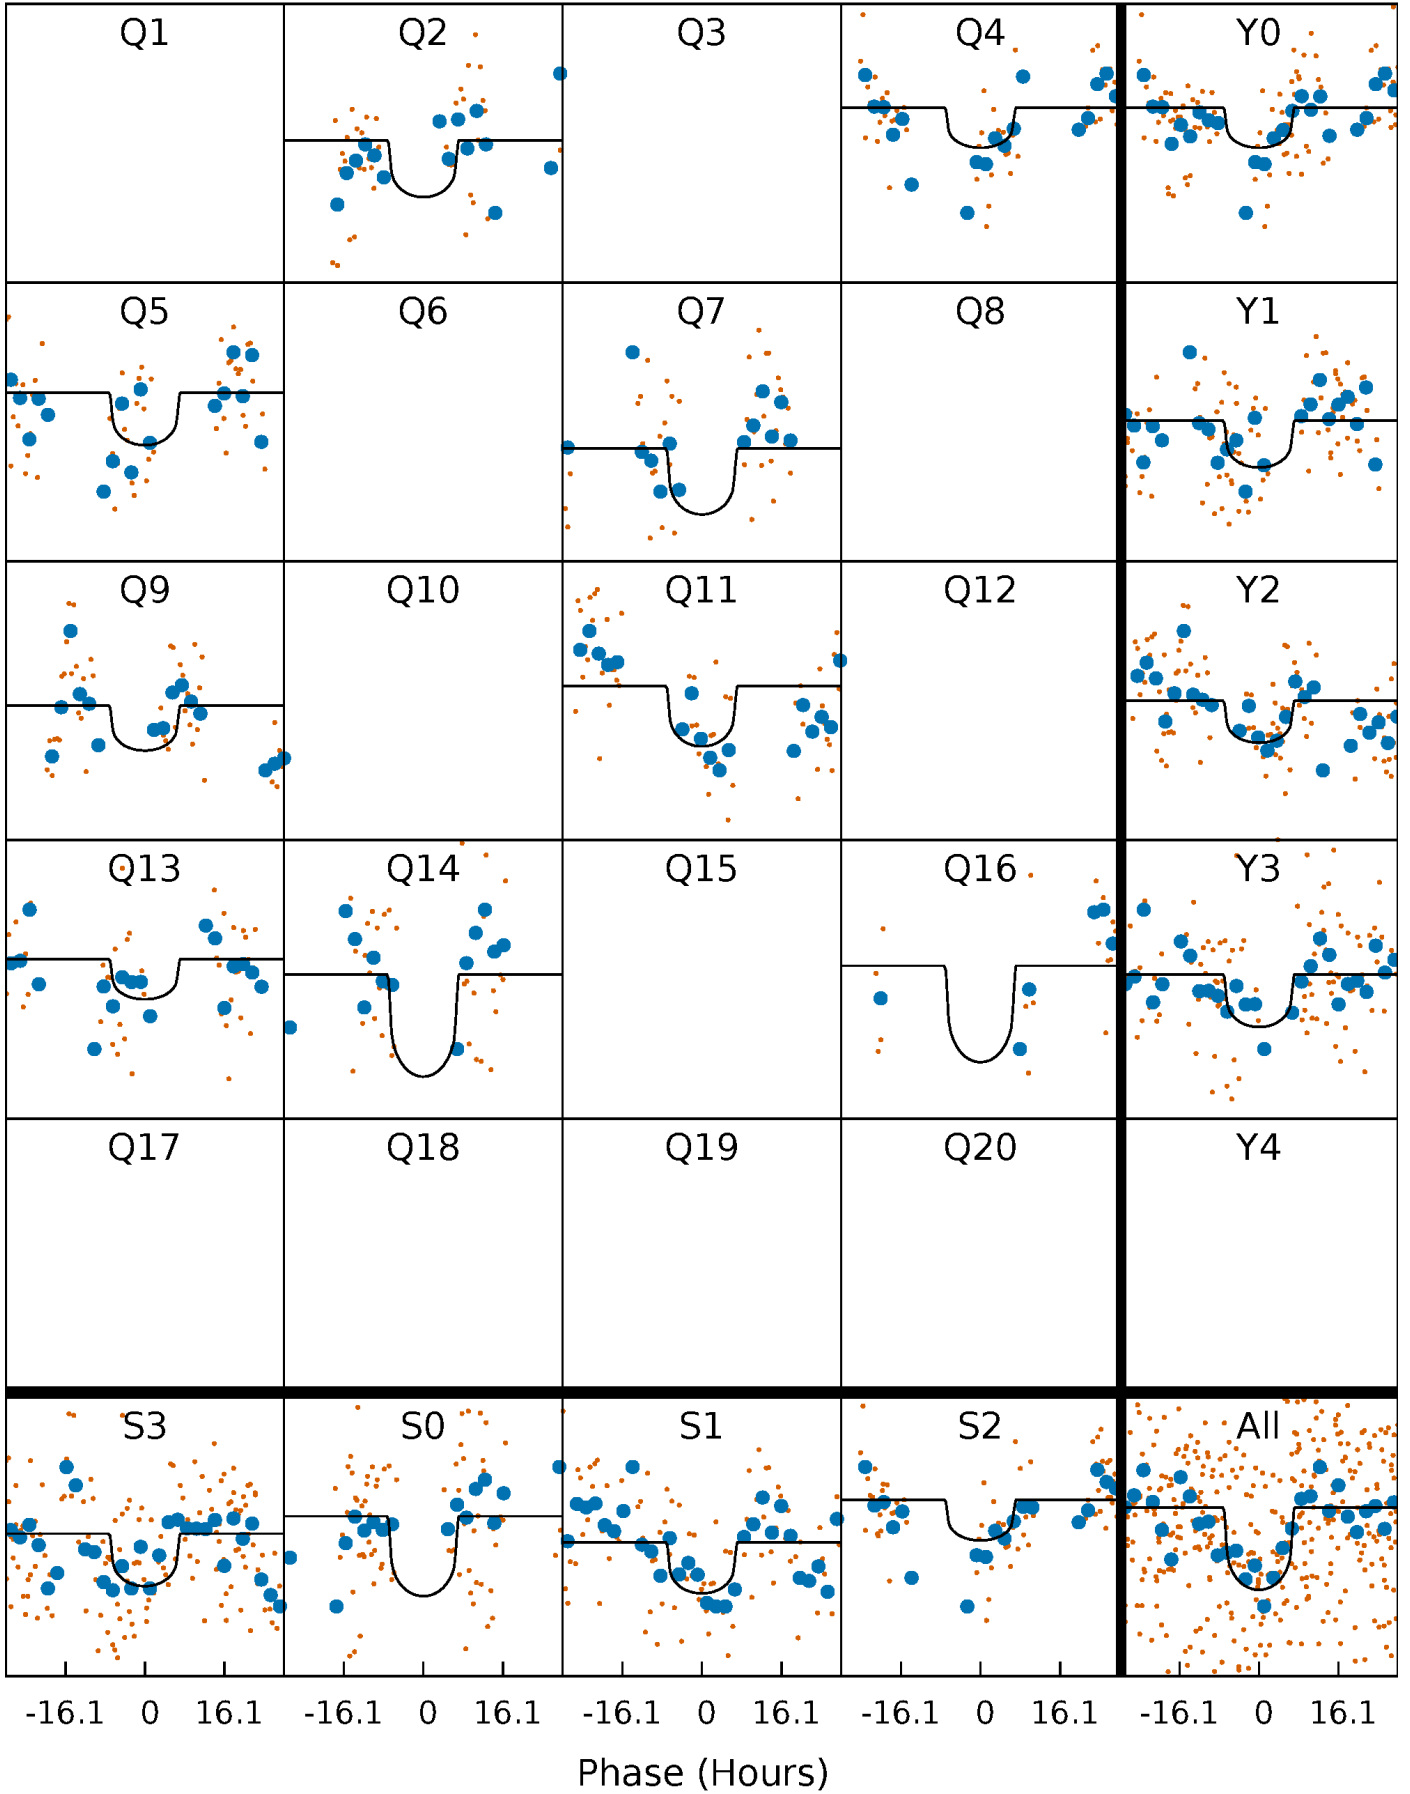 Q1 Q2 Q3 Q4 Y0
Q5 Q6 Q7 Q8 Y1
Q9 Q10 Q11 Q12 Y2
Q13 Q14 Q15 Q16 Y3
Q17 Q18 Q19 Q20 Y4
S3 S0 S1 S2 All
-16.1 0 16.1 -16.1 0 16.1 -16.1 0 16.1 -16.1 0 16.1 -16.1 0 16.1
Phase (Hours)